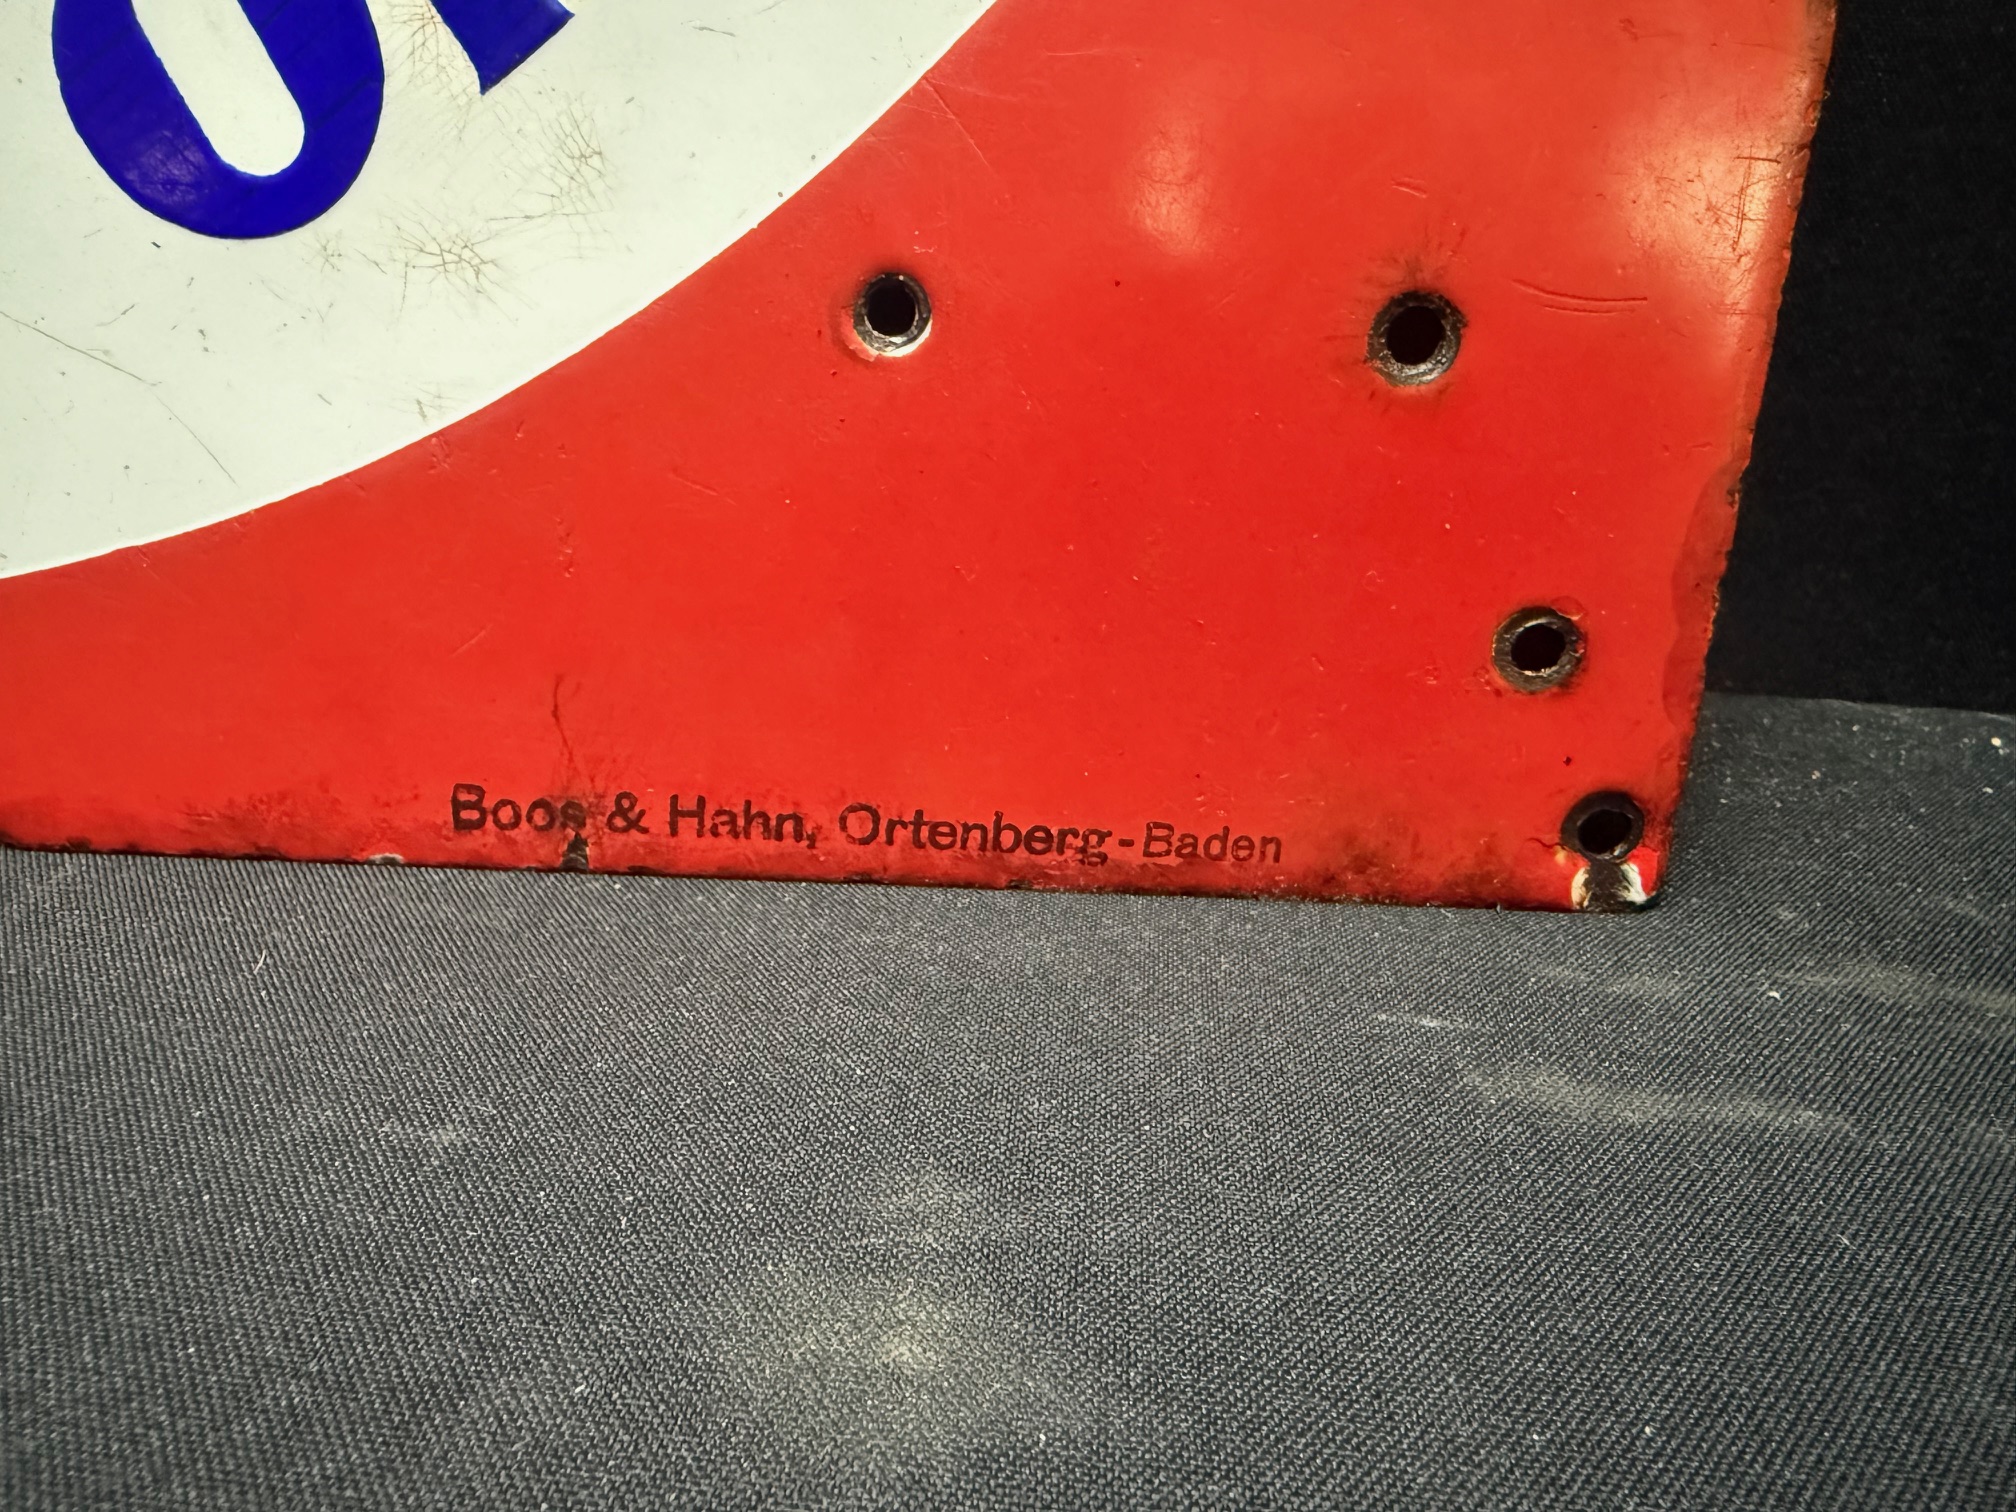 Boos & Hahn, Ortenberg-Baden